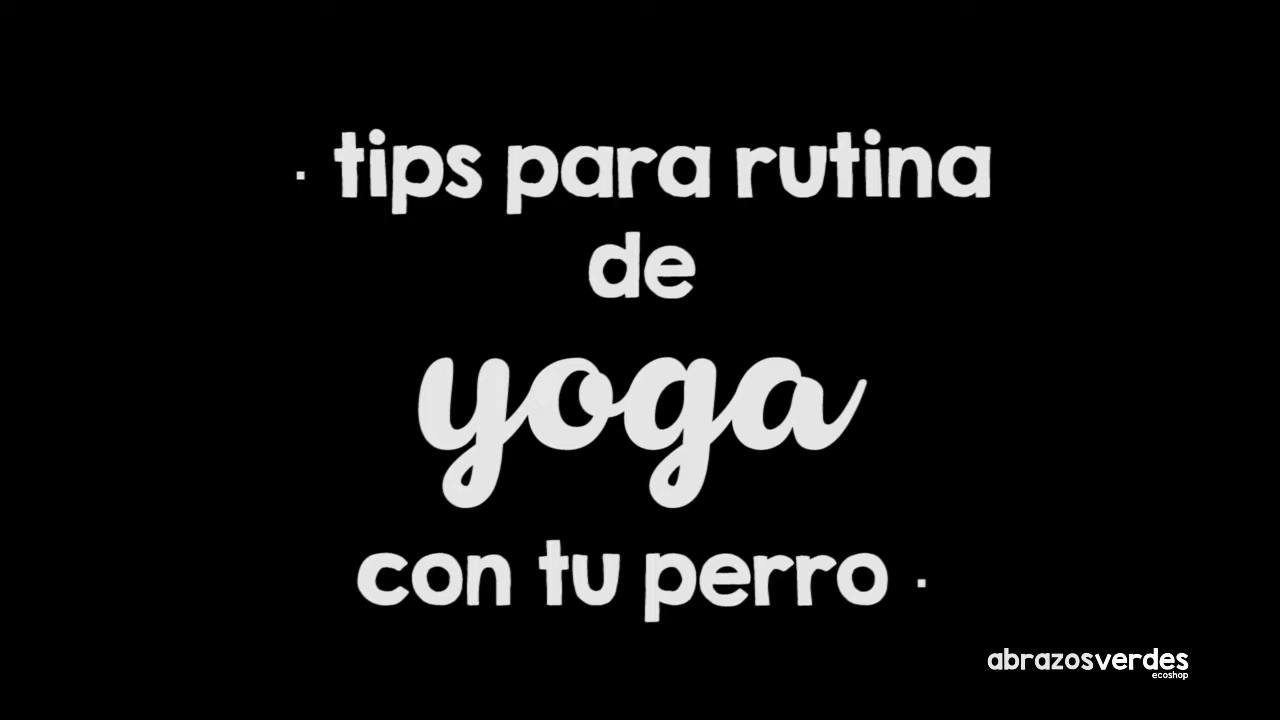 · tips para rutina
de
yoga
con tu perro ·
abrazosverdes
ecoshop